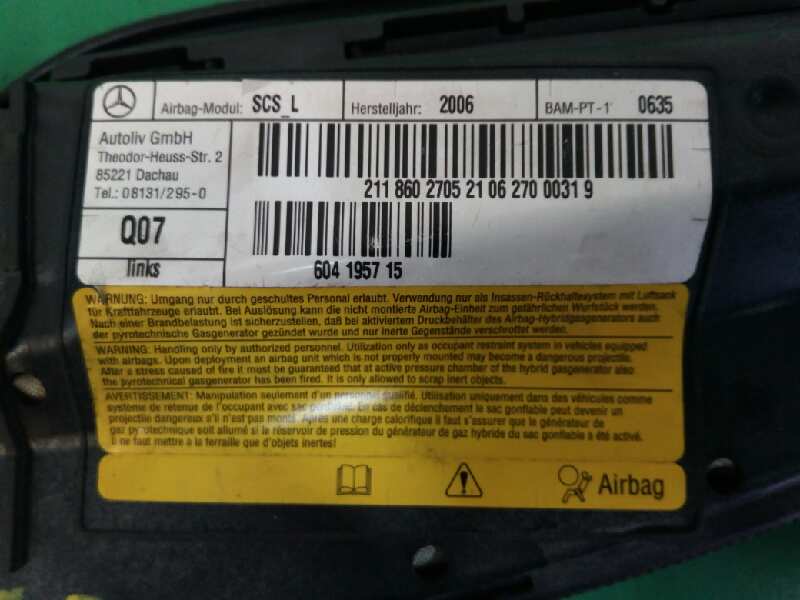 Airbag-Modul: SCS_L Herstelljahr: 2006 BAM-PT-1 0635
Autoliv GmbH
Theodor-Heuss-Str. 2
85221 Dachau
Tel.: 08131/295-0
211 860 2705 21 06 270 0031 9
Q07
links
604 1957 15
WARNUNG: Umgang nur durch geschultes Personal erlaubt. Verwendung nur als Insassen-Rückhaltesystem mit Luftsack
für Kraftfahrzeuge erlaubt. Bei Auslösung kann die nicht montierte Airbag-Einheit zum gefährlichen Wurfstück werden.
Nach einer Brandbelastung ist sicherzustellen, daß bei aktiviertem Druckbehälter des Airbag-Hybridgasgenerators auch
der pyrotechnische Gasgenerator gezündet wurde und nur inerte Gegenstände verschrottet werden.
WARNING: Handling only by authorized personnel. Utilization only as occupant restraint system in vehicles equipped
with airbags. Upon deployment an airbag unit which is not properly mounted may become a dangerous projectile.
After a stress caused of fire it must be guaranteed that at active pressure chamber of the hybrid gasgenerator also
the pyrotechnical gasgenerator has been fired. It is only allowed to scrap inert objects.
AVERTISSEMENT: Manipulation seulement d'un personnel qualifié. Utilisation uniquement dans des véhicules comme
système de retenue de l'occupant avec sac gonflable. En cas de déclenchement le sac gonflable peut devenir un
projectile dangereux s'il n'est pas monté. Après une charge calorifique il faut s'assurer que le générateur de
gaz pyrotechnique soit allumé si le réservoir de pression du générateur de gaz hybride du sac gonflable a été activé.
Il ne faut mettre a la terraille que d'objets inertes!
Airbag